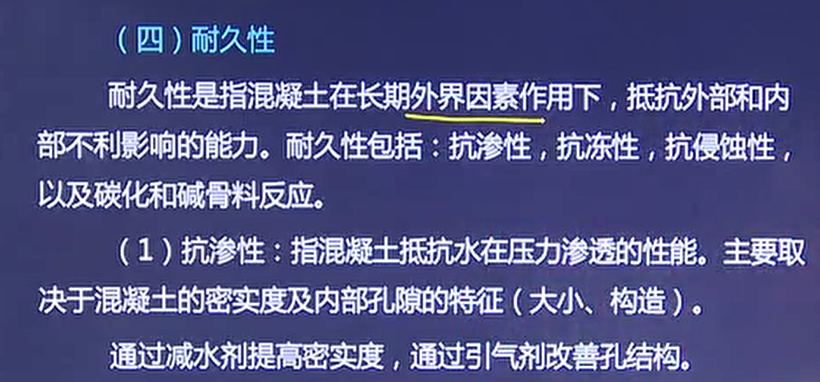 （四）耐久性
耐久性是指混凝土在长期外界因素作用下，抵抗外部和内
部不利影响的能力。耐久性包括：抗渗性，抗冻性，抗侵蚀性，
以及碳化和碱骨料反应。
（1）抗渗性：指混凝土抵抗水在压力渗透的性能。主要取
决于混凝土的密实度及内部孔隙的特征（大小、构造）。
通过减水剂提高密实度，通过引气剂改善孔结构。